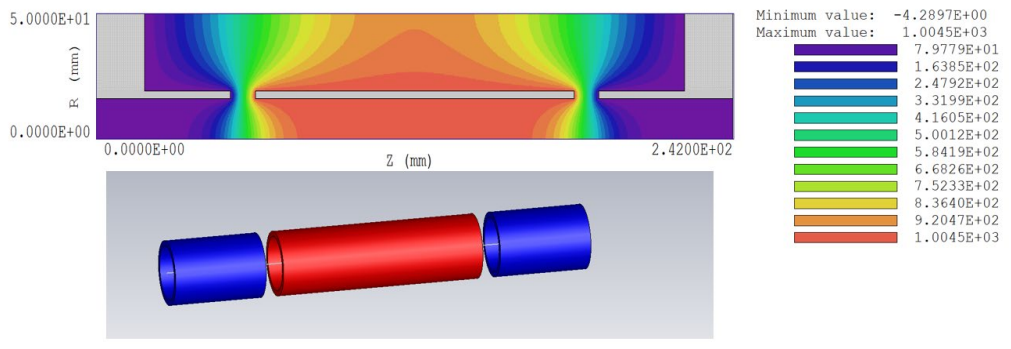 5.0000E+01
R (mm)
0.0000E+00
0.0000E+00
Z (mm)
2.4200E+02
Minimum value: -4.2897E+00
Maximum value: 1.0045E+03
7.9779E+01
1.6385E+02
2.4792E+02
3.3199E+02
4.1605E+02
5.0012E+02
5.8419E+02
6.6826E+02
7.5233E+02
8.3640E+02
9.2047E+02
1.0045E+03